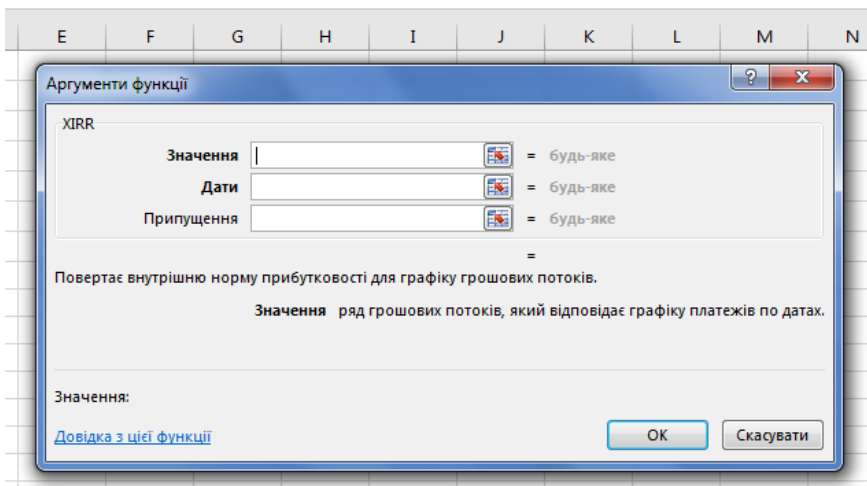 E F G H I J K L M N
Аргументи функції ?
XIRR
Значення = будь-яке
Дати = будь-яке
Припущення = будь-яке
=
Повертає внутрішню норму прибутковості для графіку грошових потоків.
Значення ряд грошових потоків, який відповідає графіку платежів по датах.
Значення:
Довідка з цієї функції OK Скасувати